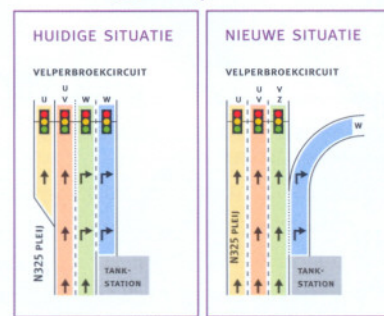 HUIDIGE SITUATIE
VELPERBROEKCIRCUIT
U
U V W W
N325 PLEIJ
TANK-
STATION
NIEUWE SITUATIE
VELPERBROEKCIRCUIT
U V
U V Z
W
N325 PLEIJ
TANK-
STATION